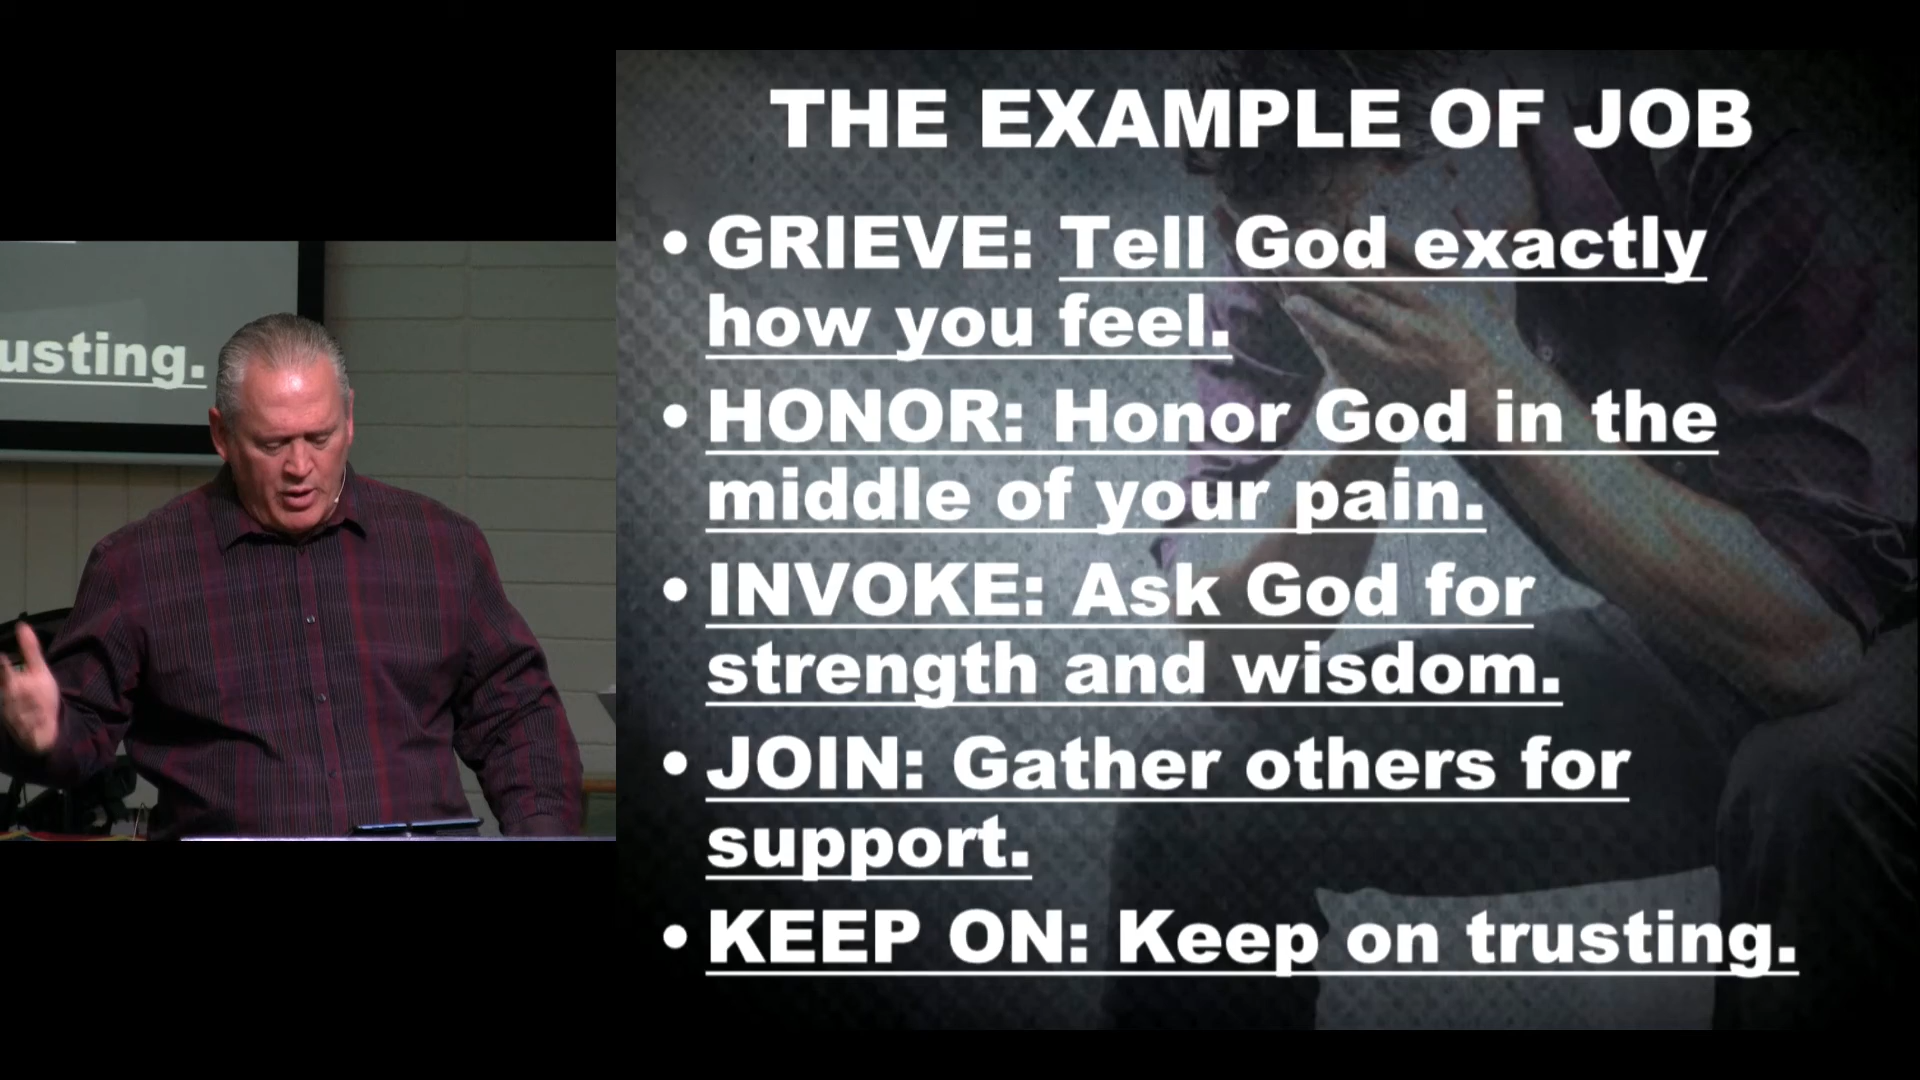 THE EXAMPLE OF JOB
• GRIEVE: Tell God exactly
how you feel.
• HONOR: Honor God in the
middle of your pain.
• INVOKE: Ask God for
strength and wisdom.
• JOIN: Gather others for
support.
• KEEP ON: Keep on trusting.
usting.